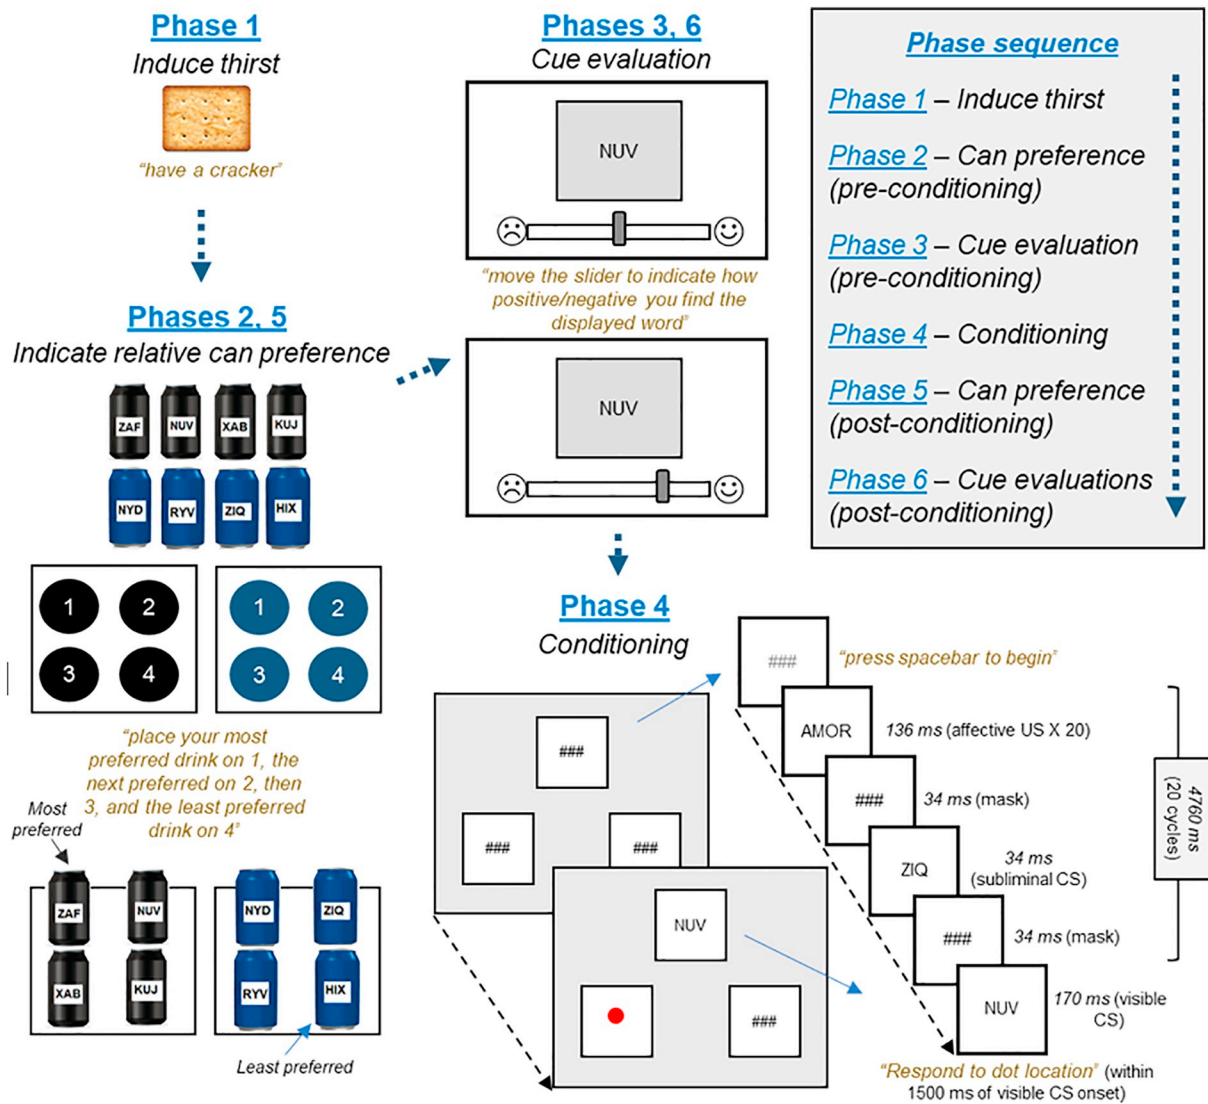 Phase 1
Induce thirst
“have a cracker”
Phases 2, 5
Indicate relative can preference
ZAF NUV XAB KUJ
NYD RYV ZIQ HIX
1 2 1 2
3 4 3 4
“place your most
preferred drink on 1, the
next preferred on 2, then
3, and the least preferred
drink on 4”
Most
preferred
ZAF NUV NYD ZIQ
XAB KUJ RYV HIX
Least preferred
Phases 3, 6
Cue evaluation
NUV
“move the slider to indicate how
positive/negative you find the
displayed word”
NUV
Phase 4
Conditioning
###
### ###
NUV
###
“press spacebar to begin”
###
AMOR
136 ms (affective US X 20)
###
34 ms (mask)
ZIQ
34 ms
(subliminal CS)
###
34 ms (mask)
NUV
170 ms (visible
CS)
4760 ms
(20 cycles)
“Respond to dot location” (within
1500 ms of visible CS onset)
Phase sequence
Phase 1 – Induce thirst
Phase 2 – Can preference
(pre-conditioning)
Phase 3 – Cue evaluation
(pre-conditioning)
Phase 4 – Conditioning
Phase 5 – Can preference
(post-conditioning)
Phase 6 – Cue evaluations
(post-conditioning)